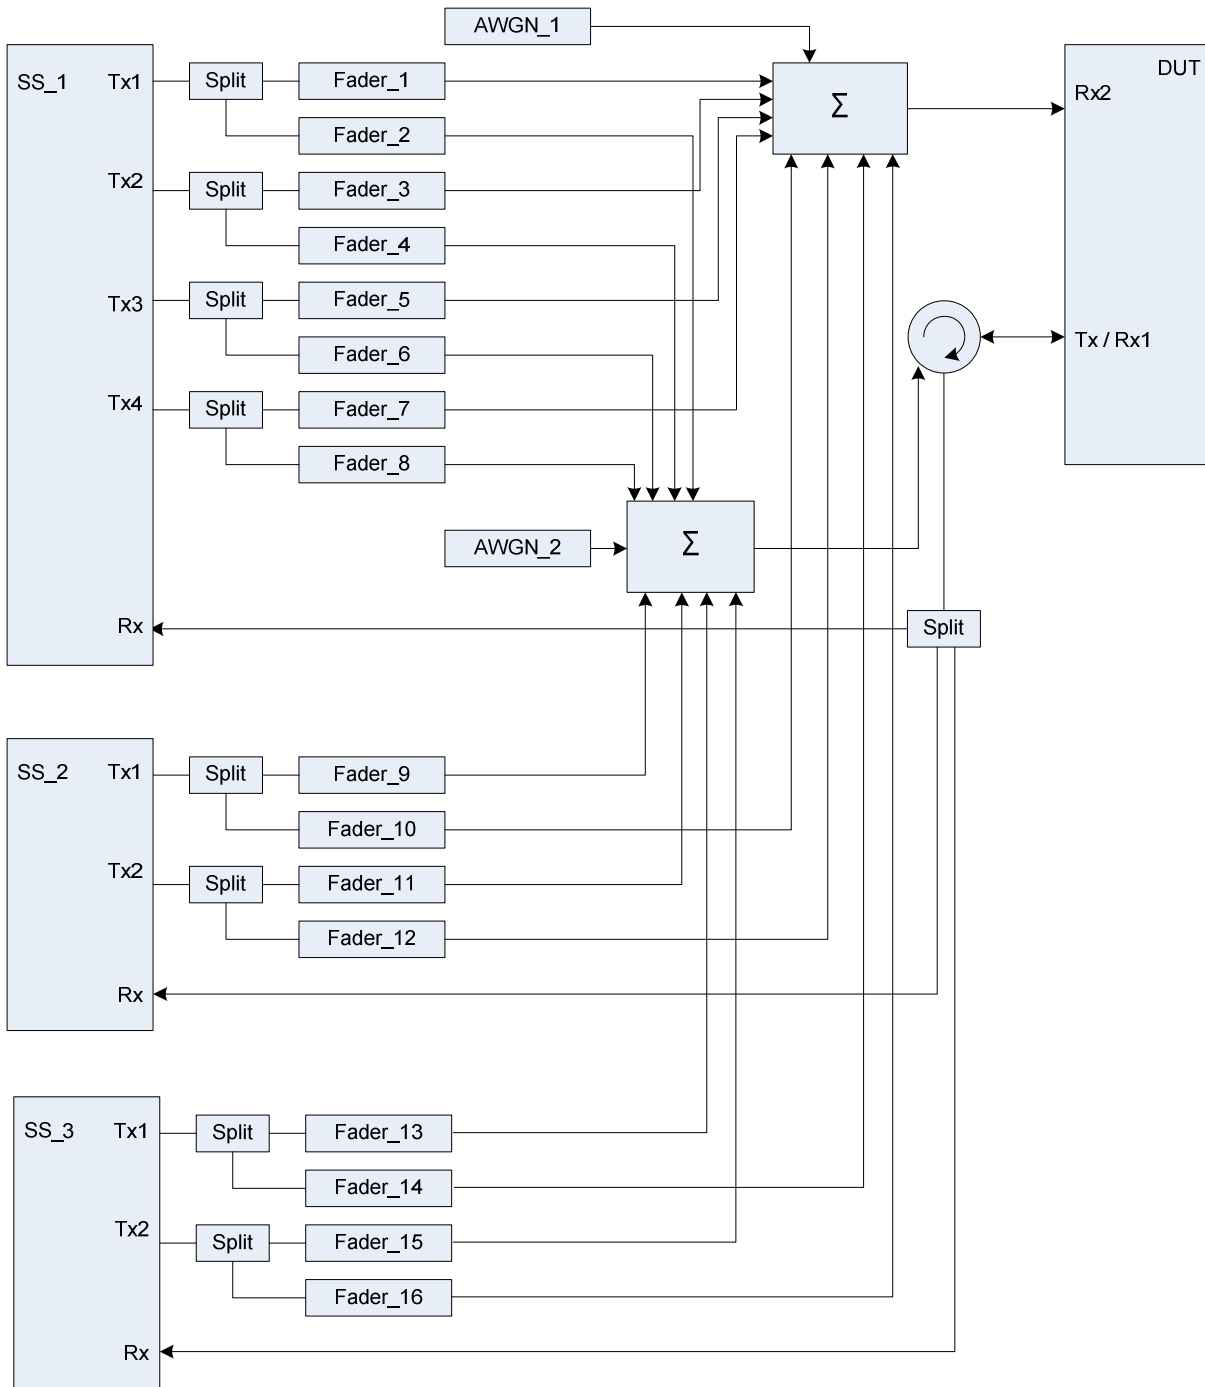 AWGN_1
SS_1
Tx1
Split
Fader_1
Σ
DUT
Rx2
Fader_2
Tx2
Split
Fader_3
Fader_4
Tx3
Split
Fader_5
Fader_6
Tx / Rx1
Tx4
Split
Fader_7
Fader_8
AWGN_2
Σ
Rx
Split
SS_2
Tx1
Split
Fader_9
Fader_10
Tx2
Split
Fader_11
Fader_12
Rx
SS_3
Tx1
Split
Fader_13
Fader_14
Tx2
Split
Fader_15
Fader_16
Rx